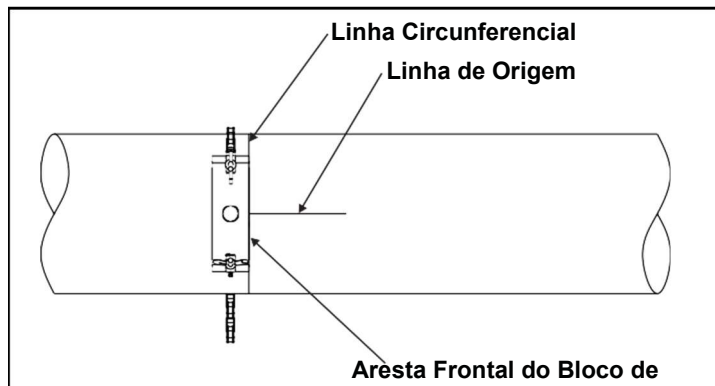 Linha Circunferencial
Linha de Origem
Aresta Frontal do Bloco de